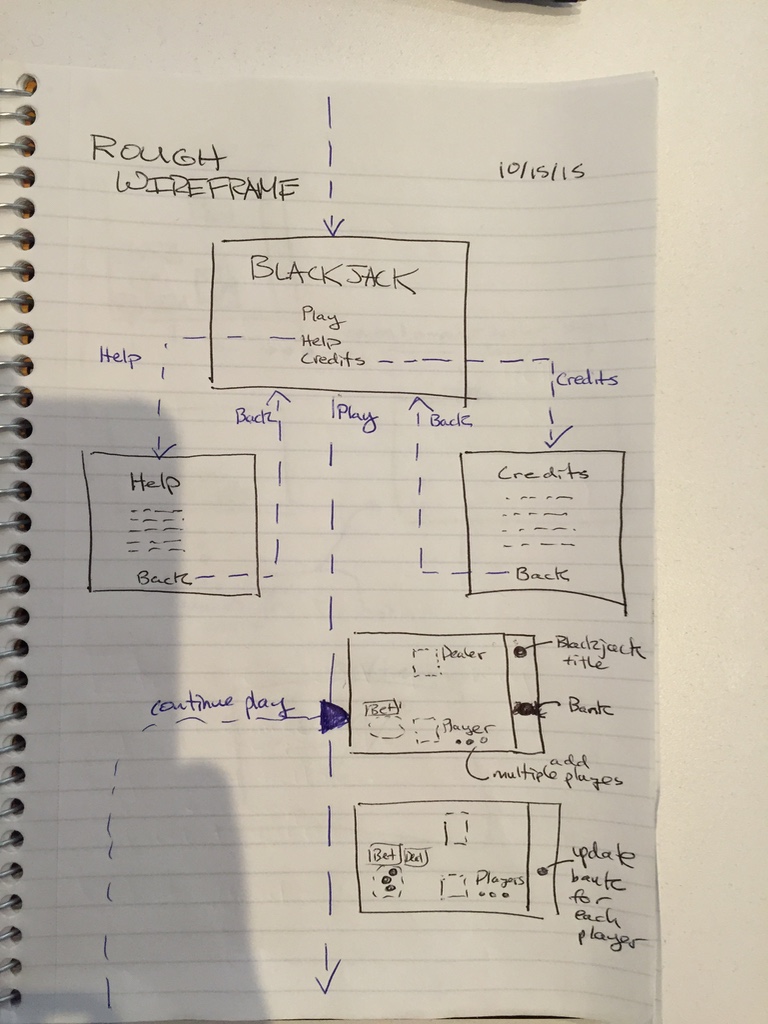 ROUGH
WIREFRAME
10/15/15
BLACKJACK
Play
Help
Credits
Help
Credits
Back
Play
Back
Help
Back
Credits
Back
Dealer
Blackjack
title
Bet
Bank
continue play
Player
add
multiple players
Bet
Deal
Players
update
bank
for
each
player